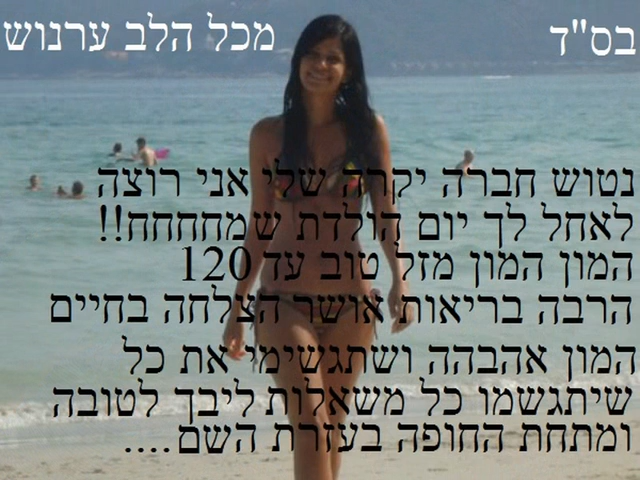 בס"ד
מכל הלב ערנוש
נטוש חברה יקרה שלי אני רוצה
לאחל לך יום הולדת שמחחחח!!
המון המון מזל טוב עד 120
הרבה בריאות אושר הצלחה בחיים
המון אהבהה ושתגשימי את כל
שיתגשמו כל משאלות ליבך לטובה
ומתחת החופה בעזרת השם....